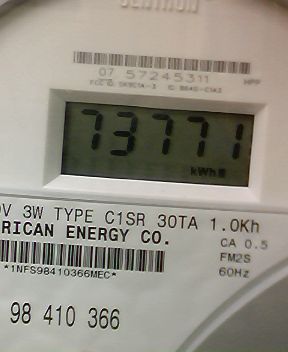 CENTRON
07 57245311
73771
kWh
V 3W TYPE C1SR 30TA 1.0Kh
RICAN ENERGY CO.
CA 0.5
*1NFS98410366MEC*
FM2S
60Hz
98 410 366